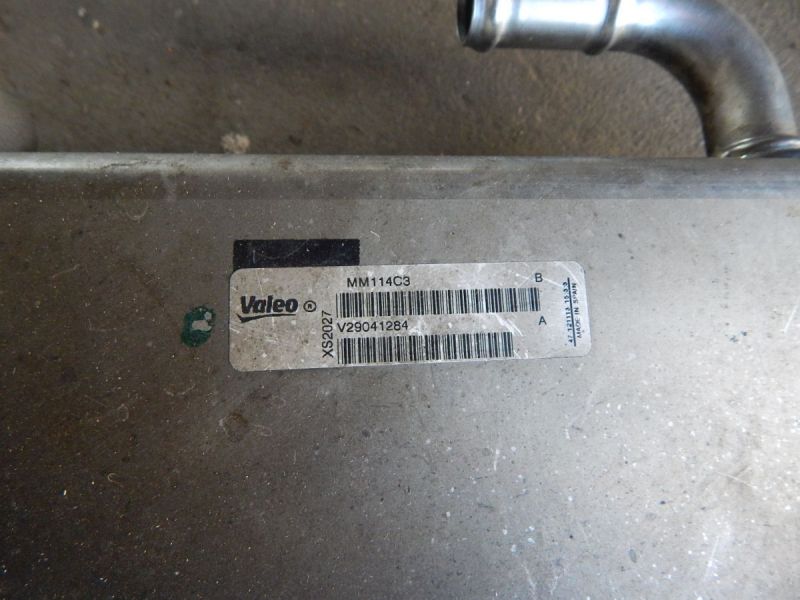 MM114C3 B
Valeo ®
XS2027
V29041284 A
MADE IN SPAIN